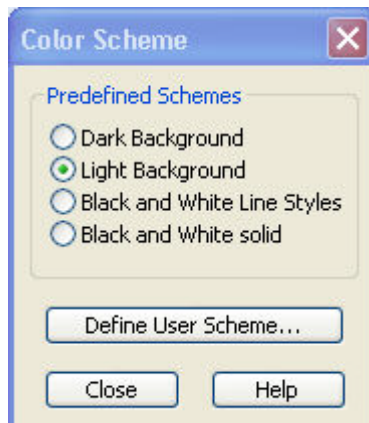 Color Scheme
Predefined Schemes
Dark Background
Light Background
Black and White Line Styles
Black and White solid
Define User Scheme...
Close Help